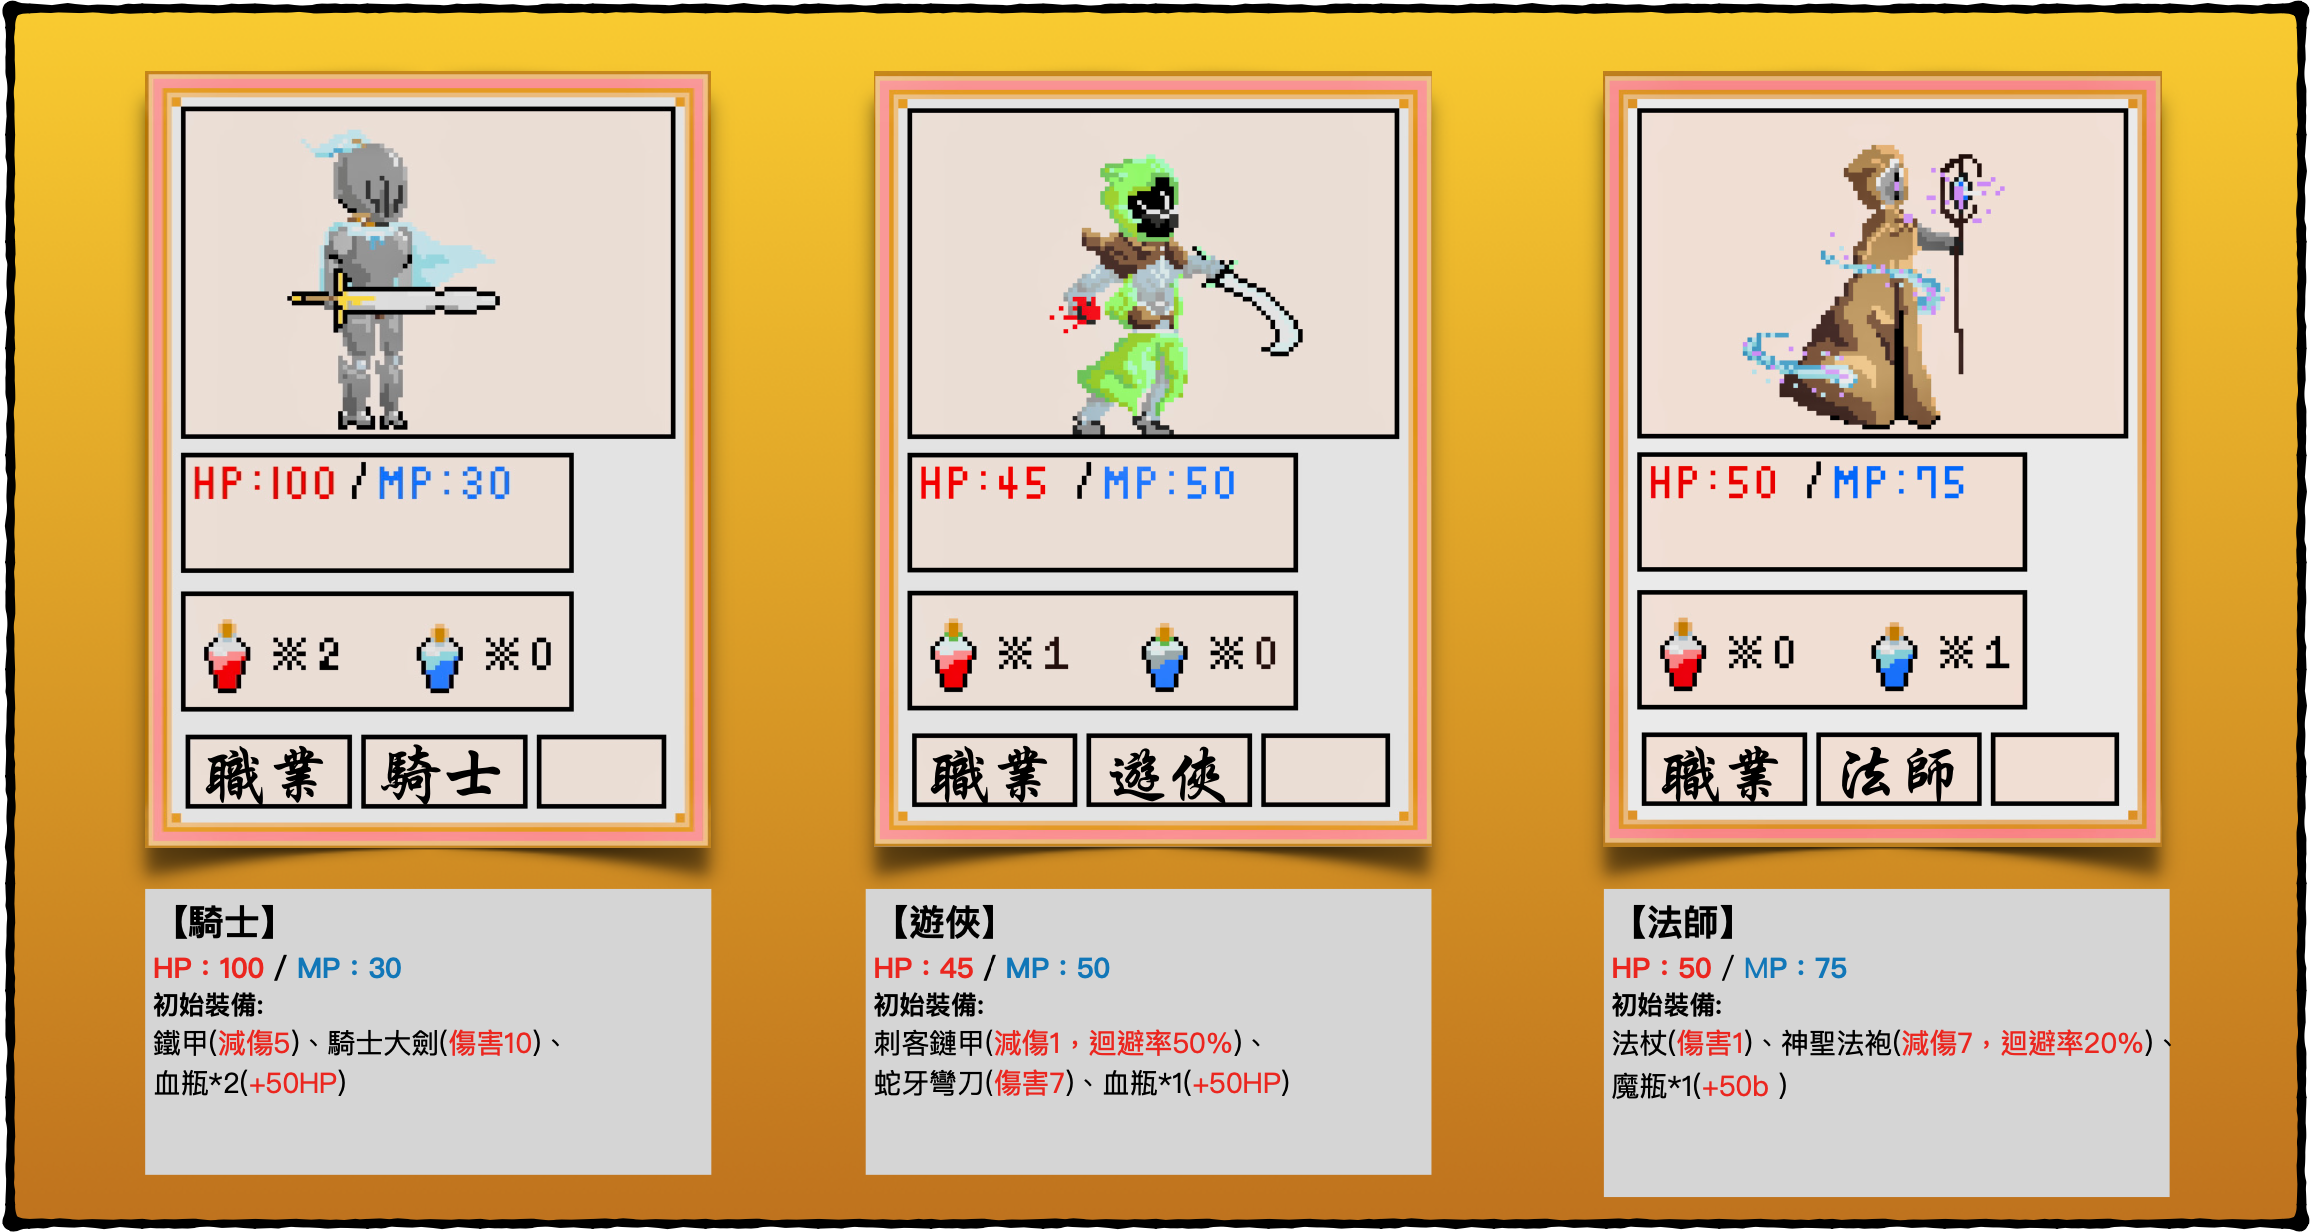 HP:100 / MP:30
※2 ※0
職業 騎士
HP:45 / MP:50
※1 ※0
職業 遊俠
HP:50 / MP:75
※0 ※1
職業 法師
【騎士】
HP：100 / MP：30
初始裝備:
鐵甲(減傷5)、騎士大劍(傷害10)、
血瓶*2(+50HP)
【遊俠】
HP：45 / MP：50
初始裝備:
刺客鏈甲(減傷1，迴避率50%)、
蛇牙彎刀(傷害7)、血瓶*1(+50HP)
【法師】
HP：50 / MP：75
初始裝備:
法杖(傷害1)、神聖法袍(減傷7，迴避率20%)、
魔瓶*1(+50b )